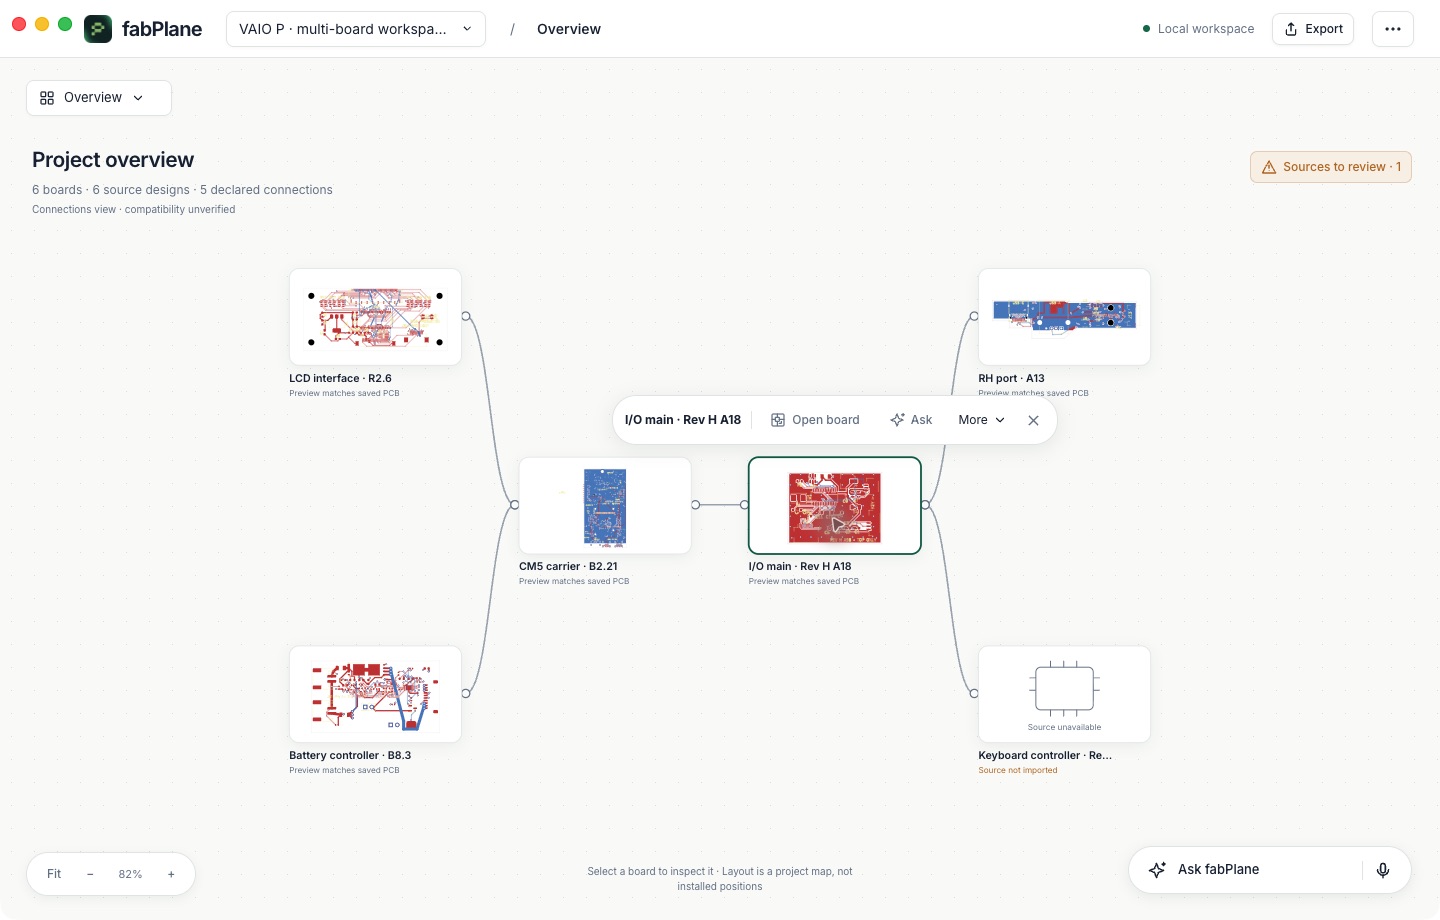 fabPlane
VAIO P · multi-board workspa...
/
Overview
Local workspace
Export
Overview
Project overview
6 boards · 6 source designs · 5 declared connections
Connections view · compatibility unverified
Sources to review · 1
LCD interface · R2.6
Preview matches saved PCB
RH port · A13
Preview matches saved PCB
I/O main · Rev H A18
Open board
Ask
More
CM5 carrier · B2.21
Preview matches saved PCB
I/O main · Rev H A18
Preview matches saved PCB
Battery controller · B8.3
Preview matches saved PCB
Source unavailable
Keyboard controller · Re...
Source not imported
Fit
−
82%
+
Select a board to inspect it · Layout is a project map, not
installed positions
Ask fabPlane